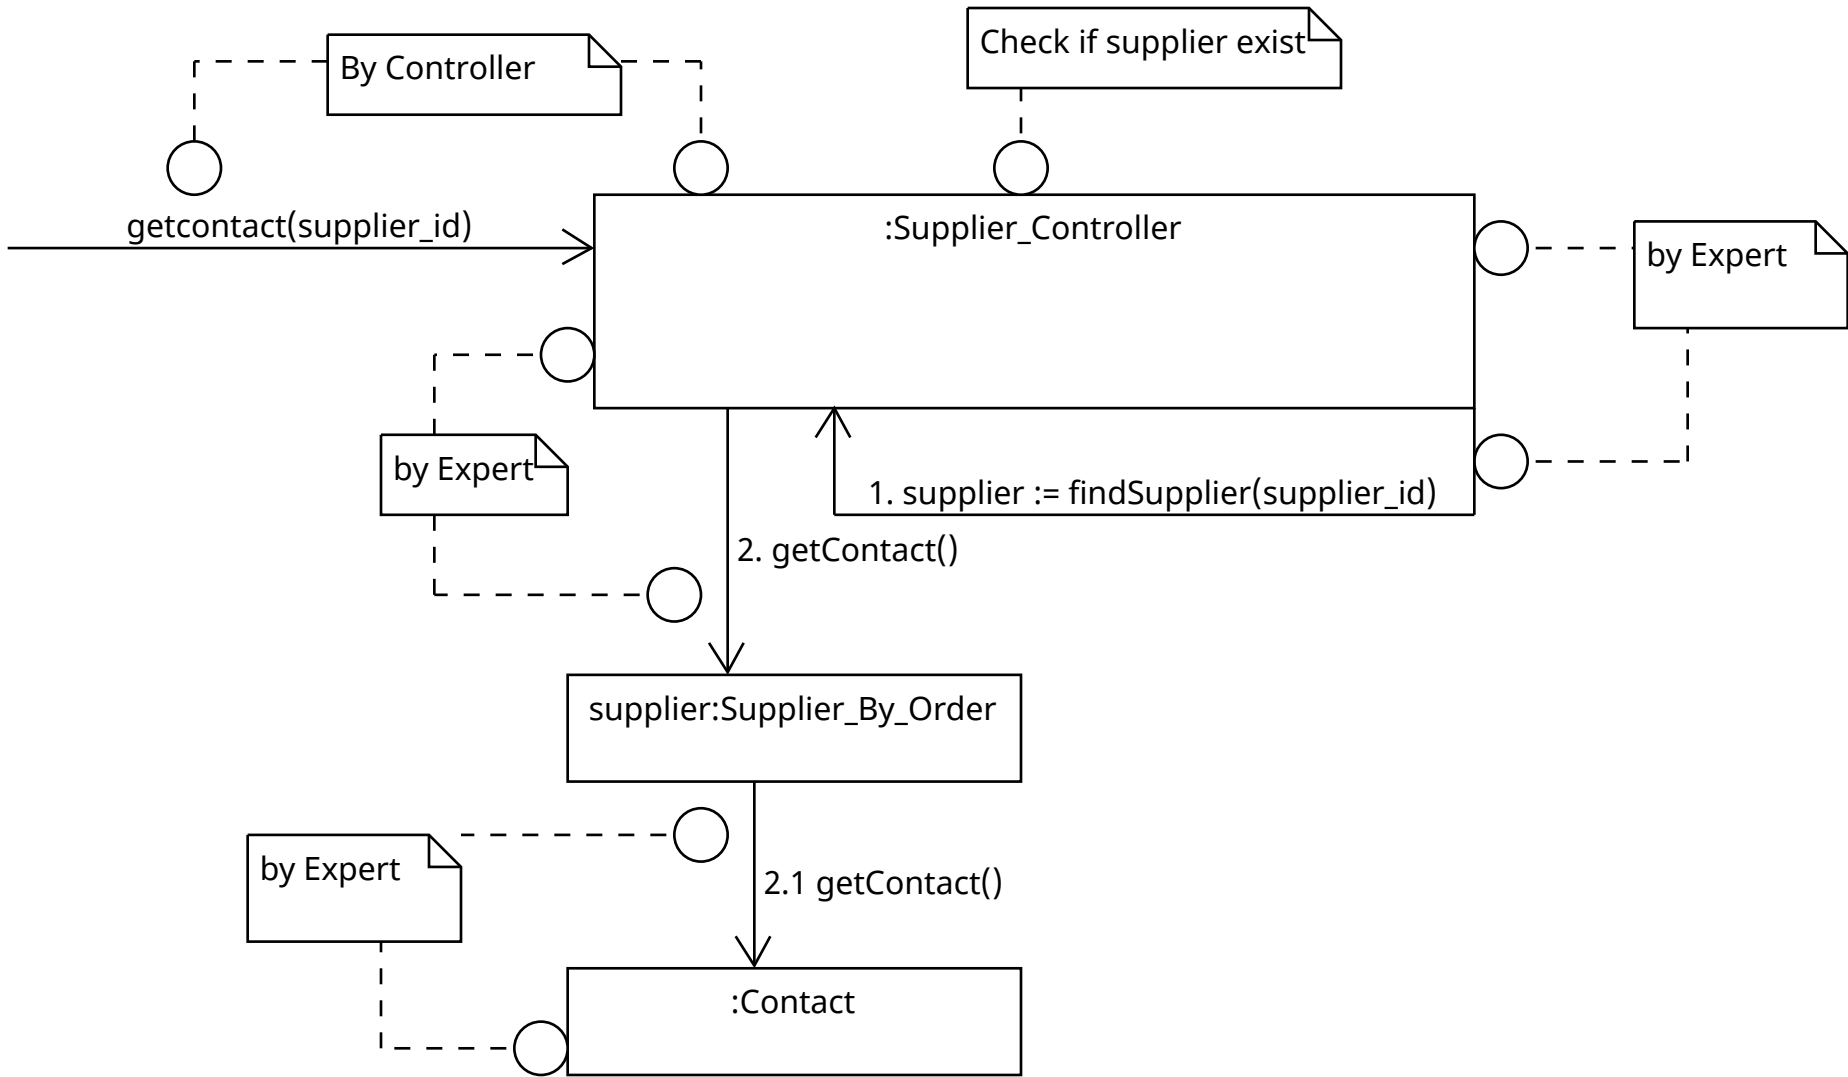 Check if supplier exist
By Controller
getcontact(supplier_id)
:Supplier_Controller
by Expert
by Expert
1. supplier := findSupplier(supplier_id)
2. getContact()
supplier:Supplier_By_Order
by Expert
2.1 getContact()
:Contact